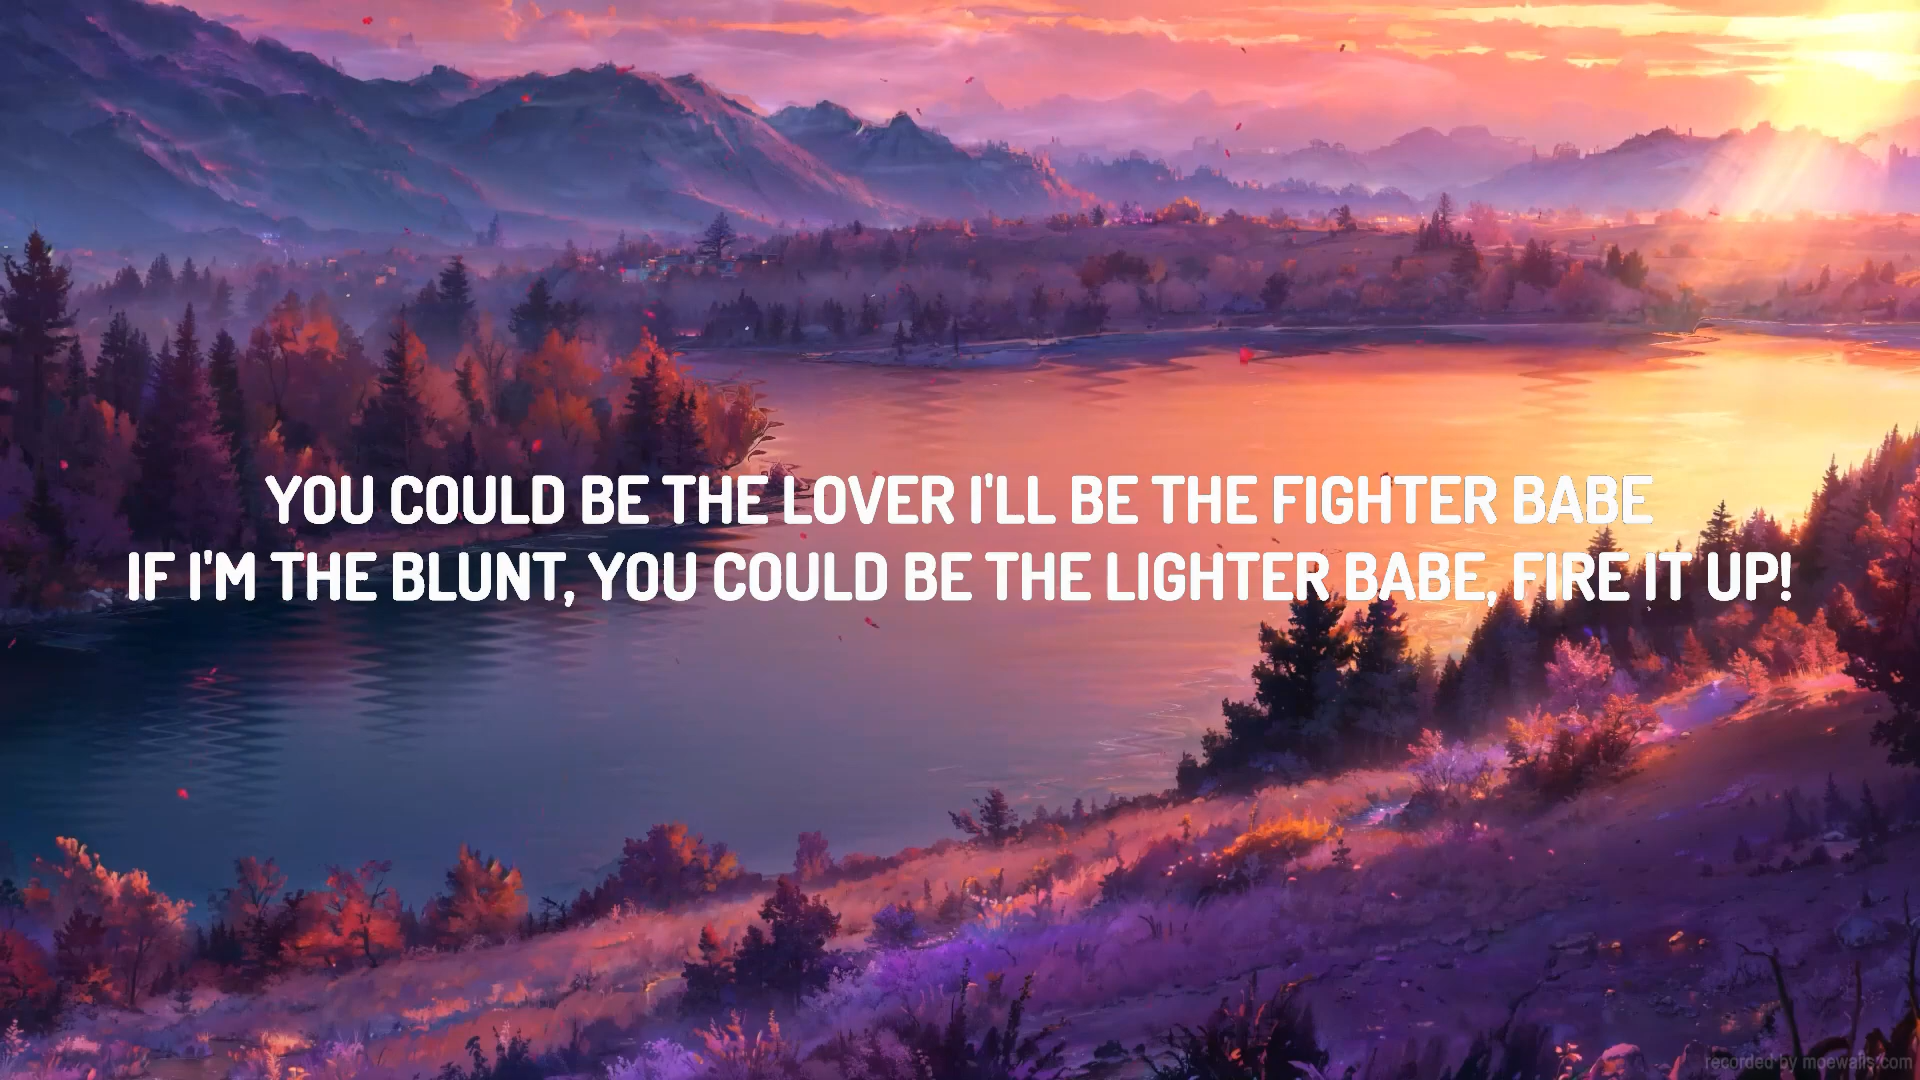 YOU COULD BE THE LOVER I'LL BE THE FIGHTER BABE
IF I'M THE BLUNT, YOU COULD BE THE LIGHTER BABE, FIRE IT UP!
recorded by moewalls.com